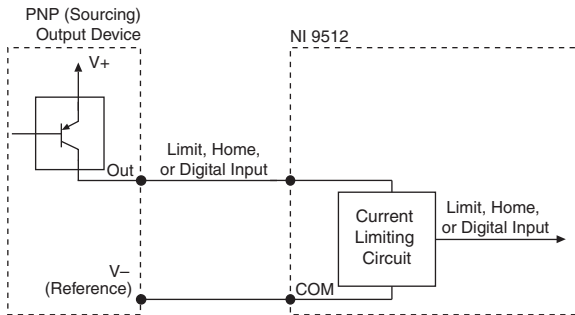 PNP (Sourcing)
Output Device
NI 9512
V+
Out
Limit, Home,
or Digital Input
Current
Limiting
Circuit
Limit, Home,
or Digital Input
V–
(Reference)
COM